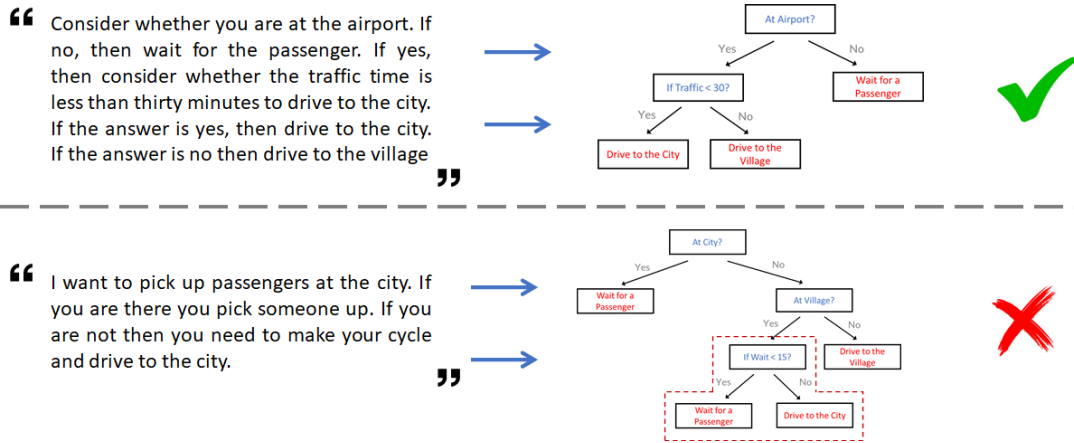 “
Consider whether you are at the airport. If
no, then wait for the passenger. If yes,
then consider whether the traffic time is
less than thirty minutes to drive to the city.
If the answer is yes, then drive to the city.
If the answer is no then drive to the village
”
At Airport?
Yes
No
If Traffic < 30?
Wait for a
Passenger
Yes
No
Drive to the City
Drive to the
Village
“
I want to pick up passengers at the city. If
you are there you pick someone up. If you
are not then you need to make your cycle
and drive to the city.
”
At City?
Yes
No
Wait for a
Passenger
At Village?
Yes
No
If Wait < 15?
Drive to the
Village
Yes
No
Wait for a
Passenger
Drive to the City